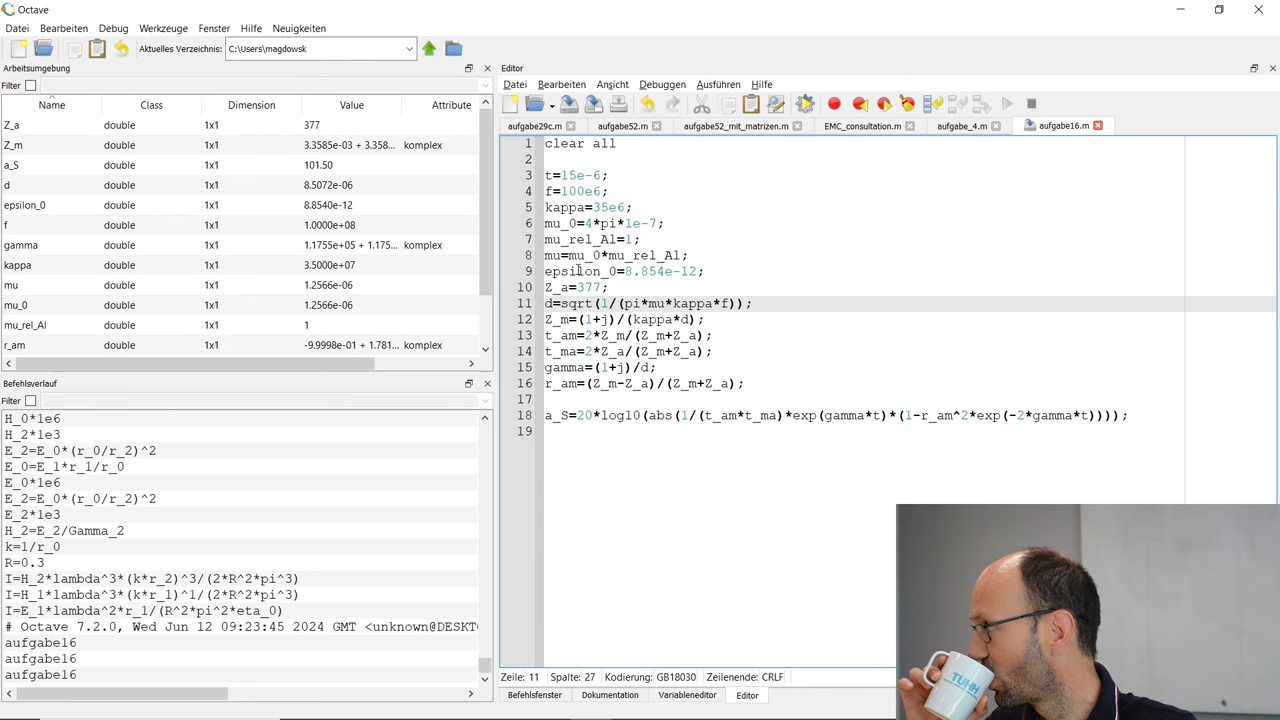 Octave
Datei Bearbeiten Debug Werkzeuge Fenster Hilfe Neuigkeiten
Aktuelles Verzeichnis: C:\Users\magdowsk
Arbeitsumgebung
Filter
Name Class Dimension Value Attribute
Z_a double 1x1 377
Z_m double 1x1 3.3585e-03 + 3.358... komplex
a_S double 1x1 101.50
d double 1x1 8.5072e-06
epsilon_0 double 1x1 8.8540e-12
f double 1x1 1.0000e+08
gamma double 1x1 1.1755e+05 + 1.175... komplex
kappa double 1x1 3.5000e+07
mu double 1x1 1.2566e-06
mu_0 double 1x1 1.2566e-06
mu_rel_Al double 1x1 1
r_am double 1x1 -9.9998e-01 + 1.781... komplex
Befehlsverlauf
Filter
H_0*1e6
H_2*1e3
E_2=E_0*(r_0/r_2)^2
E_0=E_1*r_1/r_0
E_0*1e6
E_2=E_0*(r_0/r_2)^2
E_2*1e3
H_2=E_2/Gamma_2
k=1/r_0
R=0.3
I=H_2*lambda^3*(k*r_2)^3/(2*R^2*pi^3)
I=H_1*lambda^3*(k*r_1)^1/(2*R^2*pi^3)
I=E_1*lambda^2*r_1/(R^2*pi^2*eta_0)
# Octave 7.2.0, Wed Jun 12 09:23:45 2024 GMT <unknown@DESKT
aufgabe16
aufgabe16
aufgabe16
Editor
Datei Bearbeiten Ansicht Debuggen Ausführen Hilfe
aufgabe29c.m aufgabe52.m aufgabe52_mit_matrizen.m EMC_consultation.m aufgabe_4.m aufgabe16.m
1 clear all
2
3 t=15e-6;
4 f=100e6;
5 kappa=35e6;
6 mu_0=4*pi*1e-7;
7 mu_rel_Al=1;
8 mu=mu_0*mu_rel_Al;
9 epsilon_0=8.854e-12;
10 Z_a=377;
11 d=sqrt(1/(pi*mu*kappa*f));
12 Z_m=(1+j)/(kappa*d);
13 t_am=2*Z_m/(Z_m+Z_a);
14 t_ma=2*Z_a/(Z_m+Z_a);
15 gamma=(1+j)/d;
16 r_am=(Z_m-Z_a)/(Z_m+Z_a);
17
18 a_S=20*log10(abs(1/(t_am*t_ma)*exp(gamma*t)*(1-r_am^2*exp(-2*gamma*t))));
19
Zeile: 11 Spalte: 27 Kodierung: GB18030 Zeilenende: CRLF
Befehlsfenster Dokumentation Variableneditor Editor
TUHH